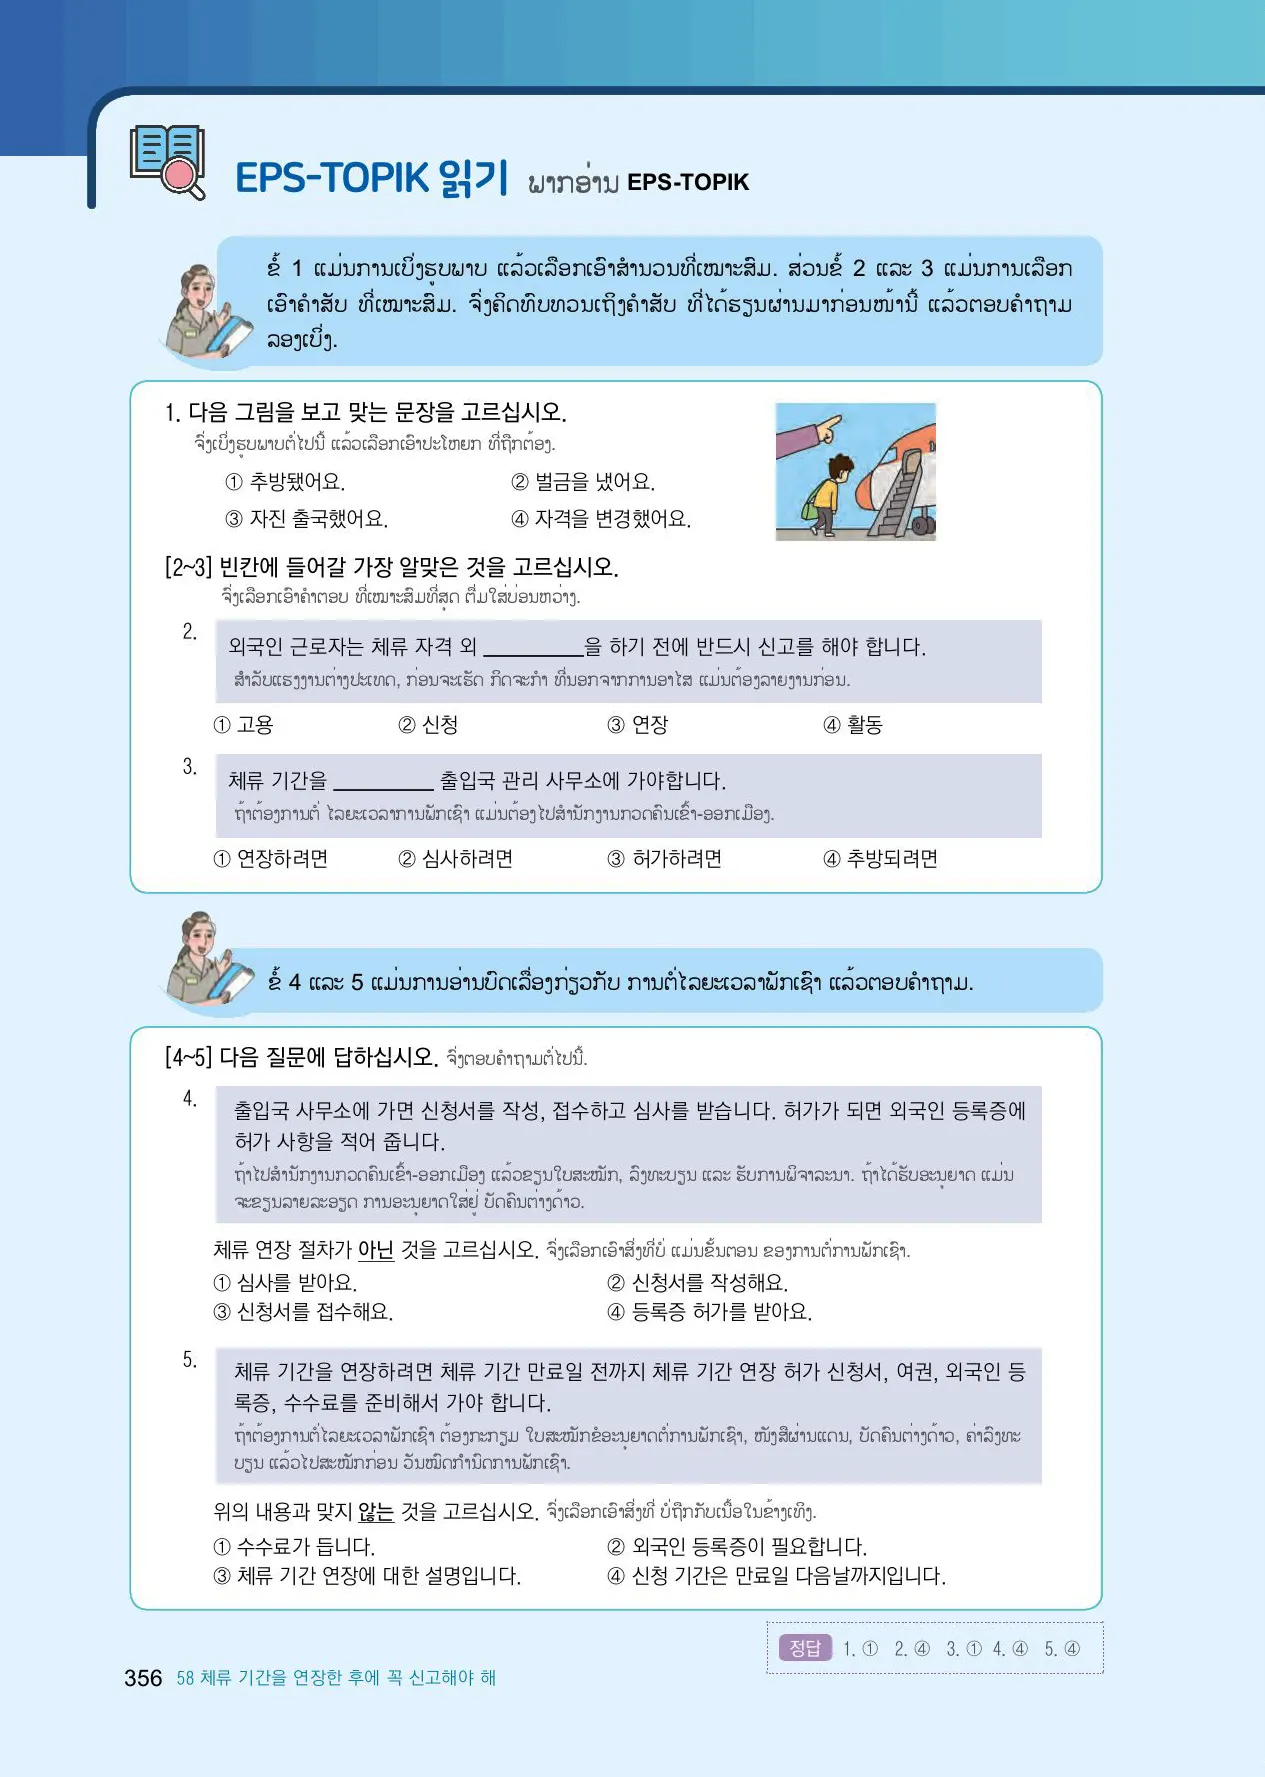 EPS-TOPIK 읽기 ພາກອ່ານ EPS-TOPIK
ຂໍ້ 1 ແມ່ນການເບິ່ງຮູບພາບ ແລ້ວເລືອກເອົາສຳນວນທີ່ເໝາະສົມ. ສ່ວນຂໍ້ 2 ແລະ 3 ແມ່ນການເລືອກ
ເອົາຄຳສັບ ທີ່ເໝາະສົມ. ຈົ່ງຄິດທົບທວນເຖິງຄຳສັບ ທີ່ໄດ້ຮຽນຜ່ານມາກ່ອນໜ້ານີ້ ແລ້ວຕອບຄຳຖາມ
ລອງເບິ່ງ.
1. 다음 그림을 보고 맞는 문장을 고르십시오.
ຈົ່ງເບິ່ງຮູບພາບຕໍ່ໄປນີ້ ແລ້ວເລືອກເອົາປະໂຫຍກ ທີ່ຖືກຕ້ອງ.
① 추방됐어요. ② 벌금을 냈어요.
③ 자진 출국했어요. ④ 자격을 변경했어요.
[2~3] 빈칸에 들어갈 가장 알맞은 것을 고르십시오.
ຈົ່ງເລືອກເອົາຄຳຕອບ ທີ່ເໝາະສົມທີ່ສຸດ ຕື່ມໃສ່ບ່ອນຫວ່າງ.
2. 외국인 근로자는 체류 자격 외 __________을 하기 전에 반드시 신고를 해야 합니다.
ສຳລັບແຮງງານຕ່າງປະເທດ, ກ່ອນຈະເຮັດ ກິດຈະກຳ ທີ່ນອກຈາກການອາໄສ ແມ່ນຕ້ອງລາຍງານກ່ອນ.
① 고용 ② 신청 ③ 연장 ④ 활동
3. 체류 기간을 __________ 출입국 관리 사무소에 가야합니다.
ຖ້າຕ້ອງການຕໍ່ ໄລຍະເວລາການພັກເຊົາ ແມ່ນຕ້ອງໄປສຳນັກງານກວດຄົນເຂົ້າ-ອອກເມືອງ.
① 연장하려면 ② 심사하려면 ③ 허가하려면 ④ 추방되려면
ຂໍ້ 4 ແລະ 5 ແມ່ນການອ່ານບົດເລື່ອງກ່ຽວກັບ ການຕໍ່ໄລຍະເວລາພັກເຊົາ ແລ້ວຕອບຄຳຖາມ.
[4~5] 다음 질문에 답하십시오. ຈົ່ງຕອບຄຳຖາມຕໍ່ໄປນີ້.
4. 출입국 사무소에 가면 신청서를 작성, 접수하고 심사를 받습니다. 허가가 되면 외국인 등록증에
허가 사항을 적어 줍니다.
ຖ້າໄປສຳນັກງານກວດຄົນເຂົ້າ-ອອກເມືອງ ແລ້ວຂຽນໃບສະໝັກ, ລົງທະບຽນ ແລະ ຮັບການພິຈາລະນາ. ຖ້າໄດ້ຮັບອະນຸຍາດ ແມ່ນ
ຈະຂຽນລາຍລະອຽດ ການອະນຸຍາດໃສ່ຢູ່ ບັດຄົນຕ່າງດ້າວ.
체류 연장 절차가 아닌 것을 고르십시오. ຈົ່ງເລືອກເອົາສິ່ງທີ່ບໍ່ ແມ່ນຂັ້ນຕອນ ຂອງການຕໍ່ການພັກເຊົາ.
① 심사를 받아요. ② 신청서를 작성해요.
③ 신청서를 접수해요. ④ 등록증 허가를 받아요.
5. 체류 기간을 연장하려면 체류 기간 만료일 전까지 체류 기간 연장 허가 신청서, 여권, 외국인 등
록증, 수수료를 준비해서 가야 합니다.
ຖ້າຕ້ອງການຕໍ່ໄລຍະເວລາພັກເຊົາ ຕ້ອງກະກຽມ ໃບສະໝັກຂໍອະນຸຍາດຕໍ່ການພັກເຊົາ, ໜັງສືຜ່ານແດນ, ບັດຄົນຕ່າງດ້າວ, ຄ່າລົງທະ
ບຽນ ແລ້ວໄປສະໝັກກ່ອນ ວັນໝົດກຳນົດການພັກເຊົາ.
위의 내용과 맞지 않는 것을 고르십시오. ຈົ່ງເລືອກເອົາສິ່ງທີ່ ບໍ່ຖືກກັບເນື້ອໃນຂ້າງເທິງ.
① 수수료가 듭니다. ② 외국인 등록증이 필요합니다.
③ 체류 기간 연장에 대한 설명입니다. ④ 신청 기간은 만료일 다음날까지입니다.
정답 1. ① 2. ④ 3. ① 4. ④ 5. ④
356 58 체류 기간을 연장한 후에 꼭 신고해야 해